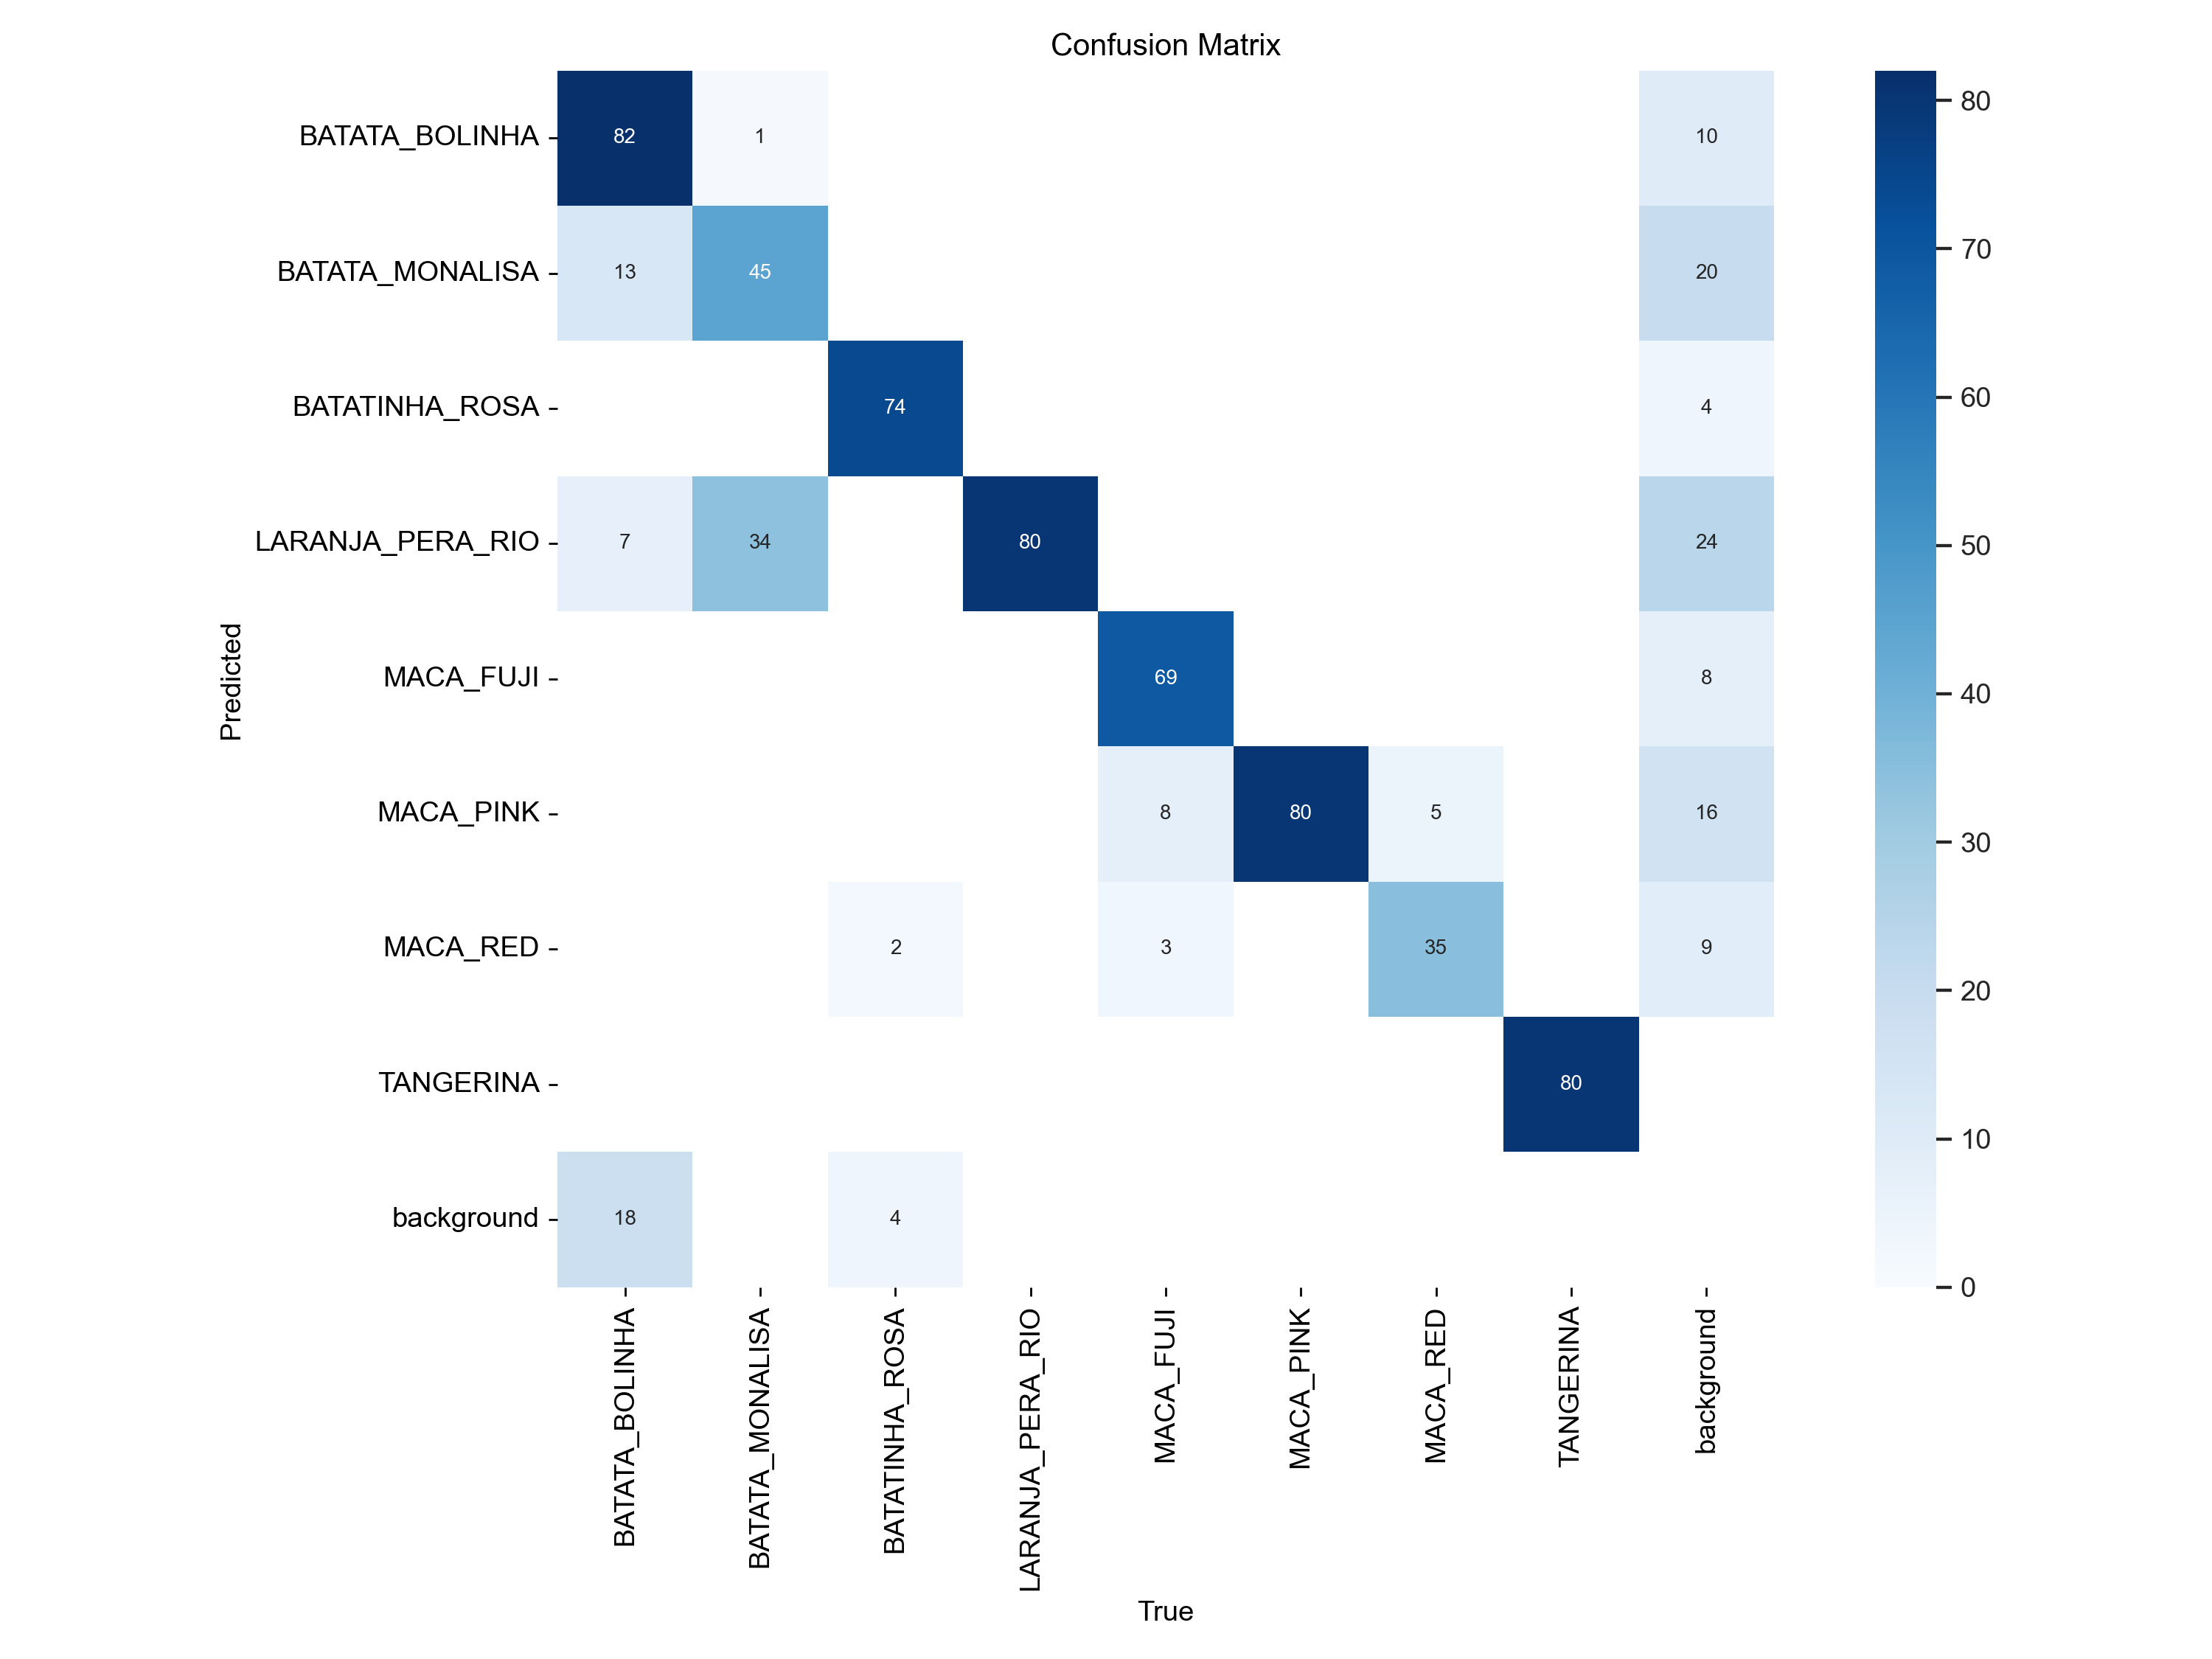 Confusion Matrix
BATATA_BOLINHA 82 1 10
BATATA_MONALISA 13 45 20
BATATINHA_ROSA 74 4
LARANJA_PERA_RIO 7 34 80 24
MACA_FUJI 69 8
MACA_PINK 8 80 5 16
MACA_RED 2 3 35 9
TANGERINA 80
background 18 4
Predicted
BATATA_BOLINHA
BATATA_MONALISA
BATATINHA_ROSA
LARANJA_PERA_RIO
MACA_FUJI
MACA_PINK
MACA_RED
TANGERINA
background
True
80
70
60
50
40
30
20
10
0